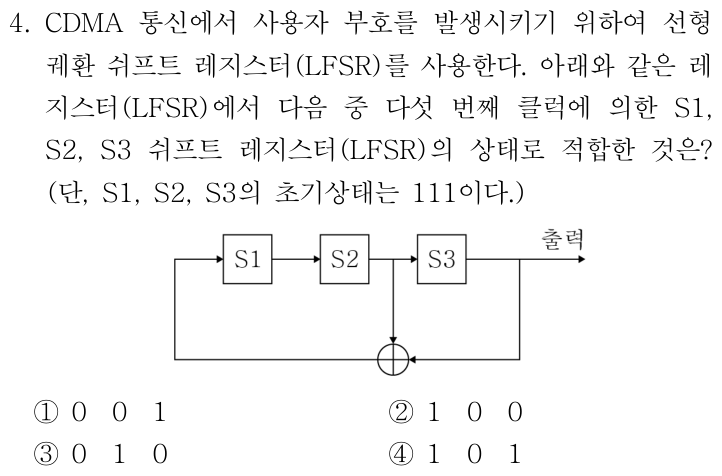 4. CDMA 통신에서 사용자 부호를 발생시키기 위하여 선형
궤환 쉬프트 레지스터(LFSR)를 사용한다. 아래와 같은 레
지스터(LFSR)에서 다음 중 다섯 번째 클럭에 의한 S1,
S2, S3 쉬프트 레지스터(LFSR)의 상태로 적합한 것은?
(단, S1, S2, S3의 초기상태는 111이다.)
출력
S1 S2 S3
① 0 0 1 ② 1 0 0
③ 0 1 0 ④ 1 0 1